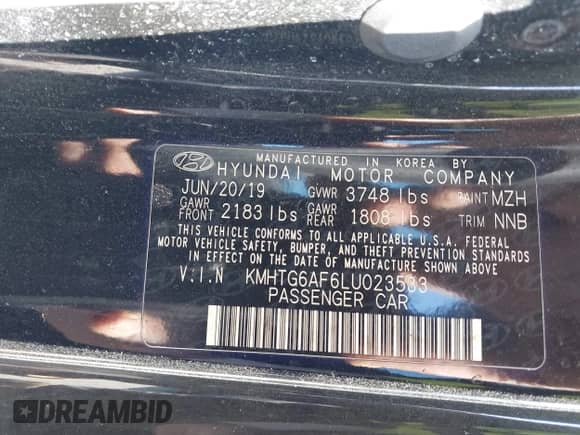 MANUFACTURED IN KOREA BY
HYUNDAI MOTOR COMPANY
JUN/20/19 GVWR 3748 lbs PAINT MZH
GAWR FRONT 2183 lbs GAWR REAR 1808 lbs TRIM NNB
THIS VEHICLE CONFORMS TO ALL APPLICABLE U.S.A. FEDERAL
MOTOR VEHICLE SAFETY, BUMPER, AND THEFT PREVENTION STANDARDS
IN EFFECT ON THE DATE OF MANUFACTURE SHOWN ABOVE
V.I.N KMHTG6AF6LU023583
PASSENGER CAR
DREAMBID